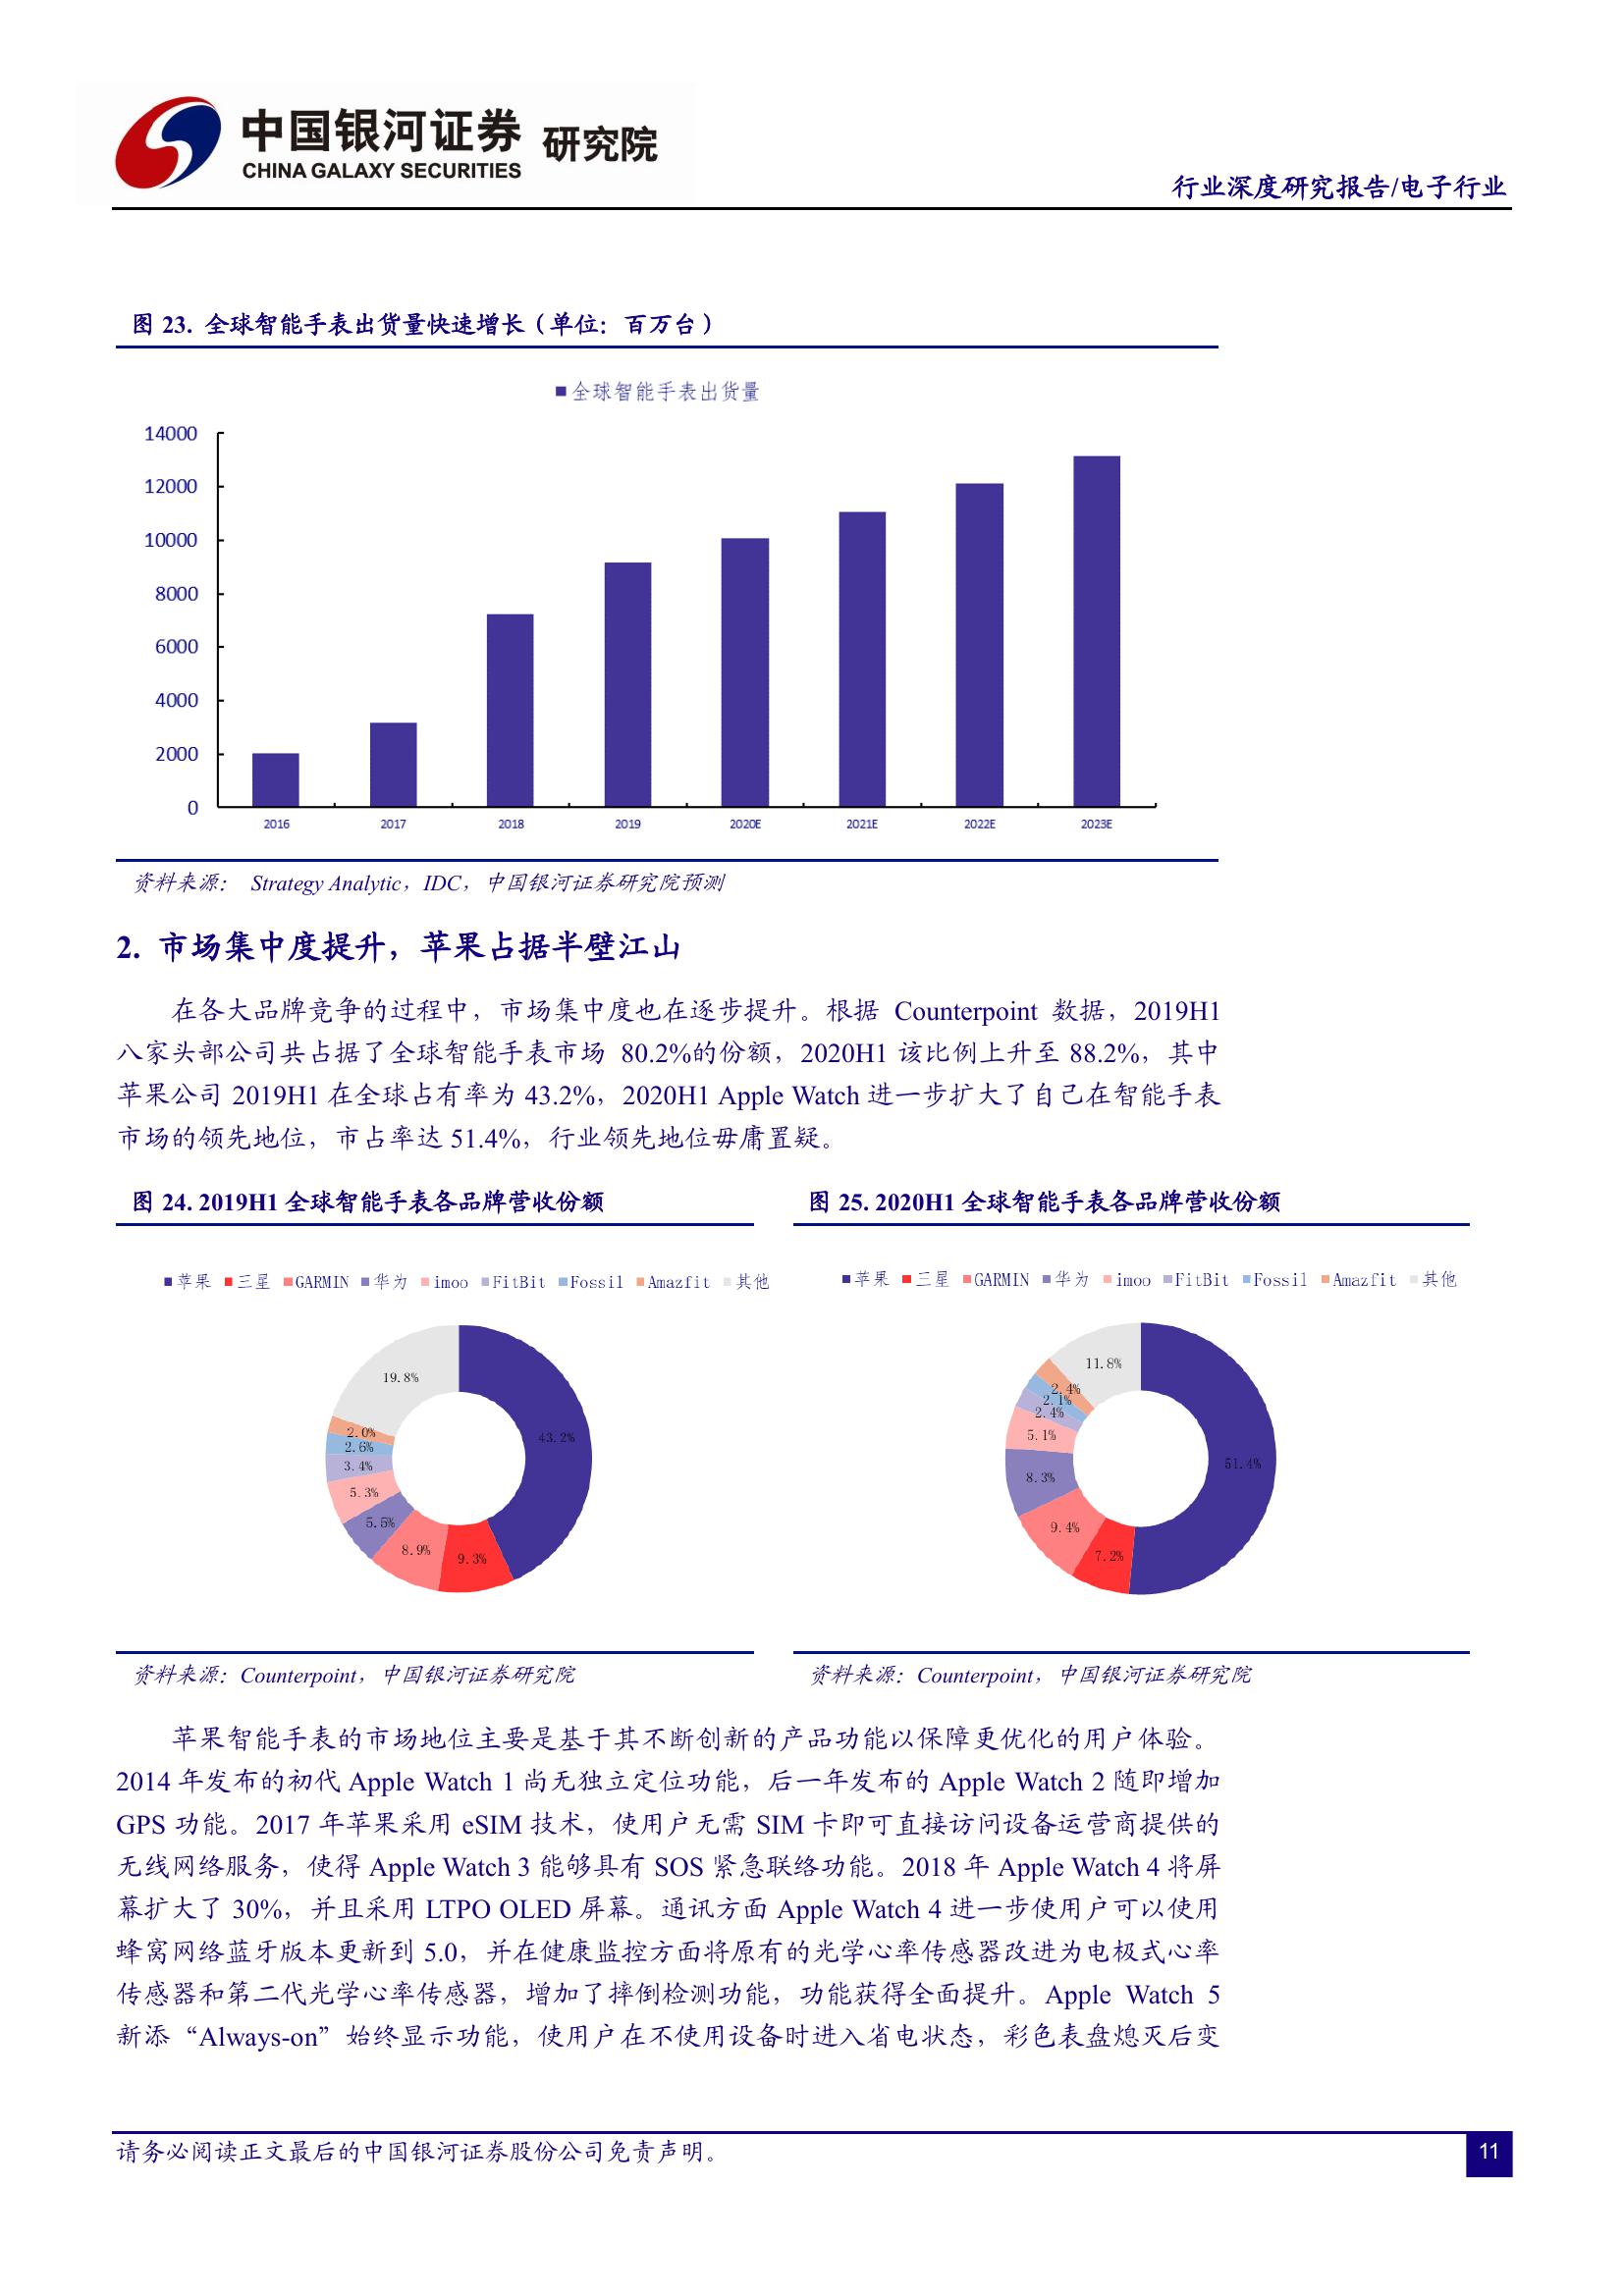 中国银河证券 研究院
CHINA GALAXY SECURITIES
行业深度研究报告/电子行业
图 23. 全球智能手表出货量快速增长（单位：百万台）
全球智能手表出货量
14000
12000
10000
8000
6000
4000
2000
0
2016 2017 2018 2019 2020E 2021E 2022E 2023E
资料来源： Strategy Analytic，IDC，中国银河证券研究院预测
2. 市场集中度提升，苹果占据半壁江山
在各大品牌竞争的过程中，市场集中度也在逐步提升。根据 Counterpoint 数据，2019H1
八家头部公司共占据了全球智能手表市场 80.2%的份额，2020H1 该比例上升至 88.2%，其中
苹果公司 2019H1 在全球占有率为 43.2%，2020H1 Apple Watch 进一步扩大了自己在智能手表
市场的领先地位，市占率达 51.4%，行业领先地位毋庸置疑。
图 24. 2019H1 全球智能手表各品牌营收份额
苹果 三星 GARMIN 华为 imoo FitBit Fossil Amazfit 其他
19.8%
43.2%
2.0%
2.6%
3.4%
5.3%
5.5%
8.9%
9.3%
资料来源：Counterpoint，中国银河证券研究院
图 25. 2020H1 全球智能手表各品牌营收份额
苹果 三星 GARMIN 华为 imoo FitBit Fossil Amazfit 其他
11.8%
2.4%
2.1%
2.4%
5.1%
51.4%
8.3%
9.4%
7.2%
资料来源：Counterpoint，中国银河证券研究院
苹果智能手表的市场地位主要是基于其不断创新的产品功能以保障更优化的用户体验。
2014 年发布的初代 Apple Watch 1 尚无独立定位功能，后一年发布的 Apple Watch 2 随即增加
GPS 功能。2017 年苹果采用 eSIM 技术，使用户无需 SIM 卡即可直接访问设备运营商提供的
无线网络服务，使得 Apple Watch 3 能够具有 SOS 紧急联络功能。2018 年 Apple Watch 4 将屏
幕扩大了 30%，并且采用 LTPO OLED 屏幕。通讯方面 Apple Watch 4 进一步使用户可以使用
蜂窝网络蓝牙版本更新到 5.0，并在健康监控方面将原有的光学心率传感器改进为电极式心率
传感器和第二代光学心率传感器，增加了摔倒检测功能，功能获得全面提升。Apple Watch 5
新添“Always-on”始终显示功能，使用户在不使用设备时进入省电状态，彩色表盘熄灭后变
请务必阅读正文最后的中国银河证券股份公司免责声明。
11